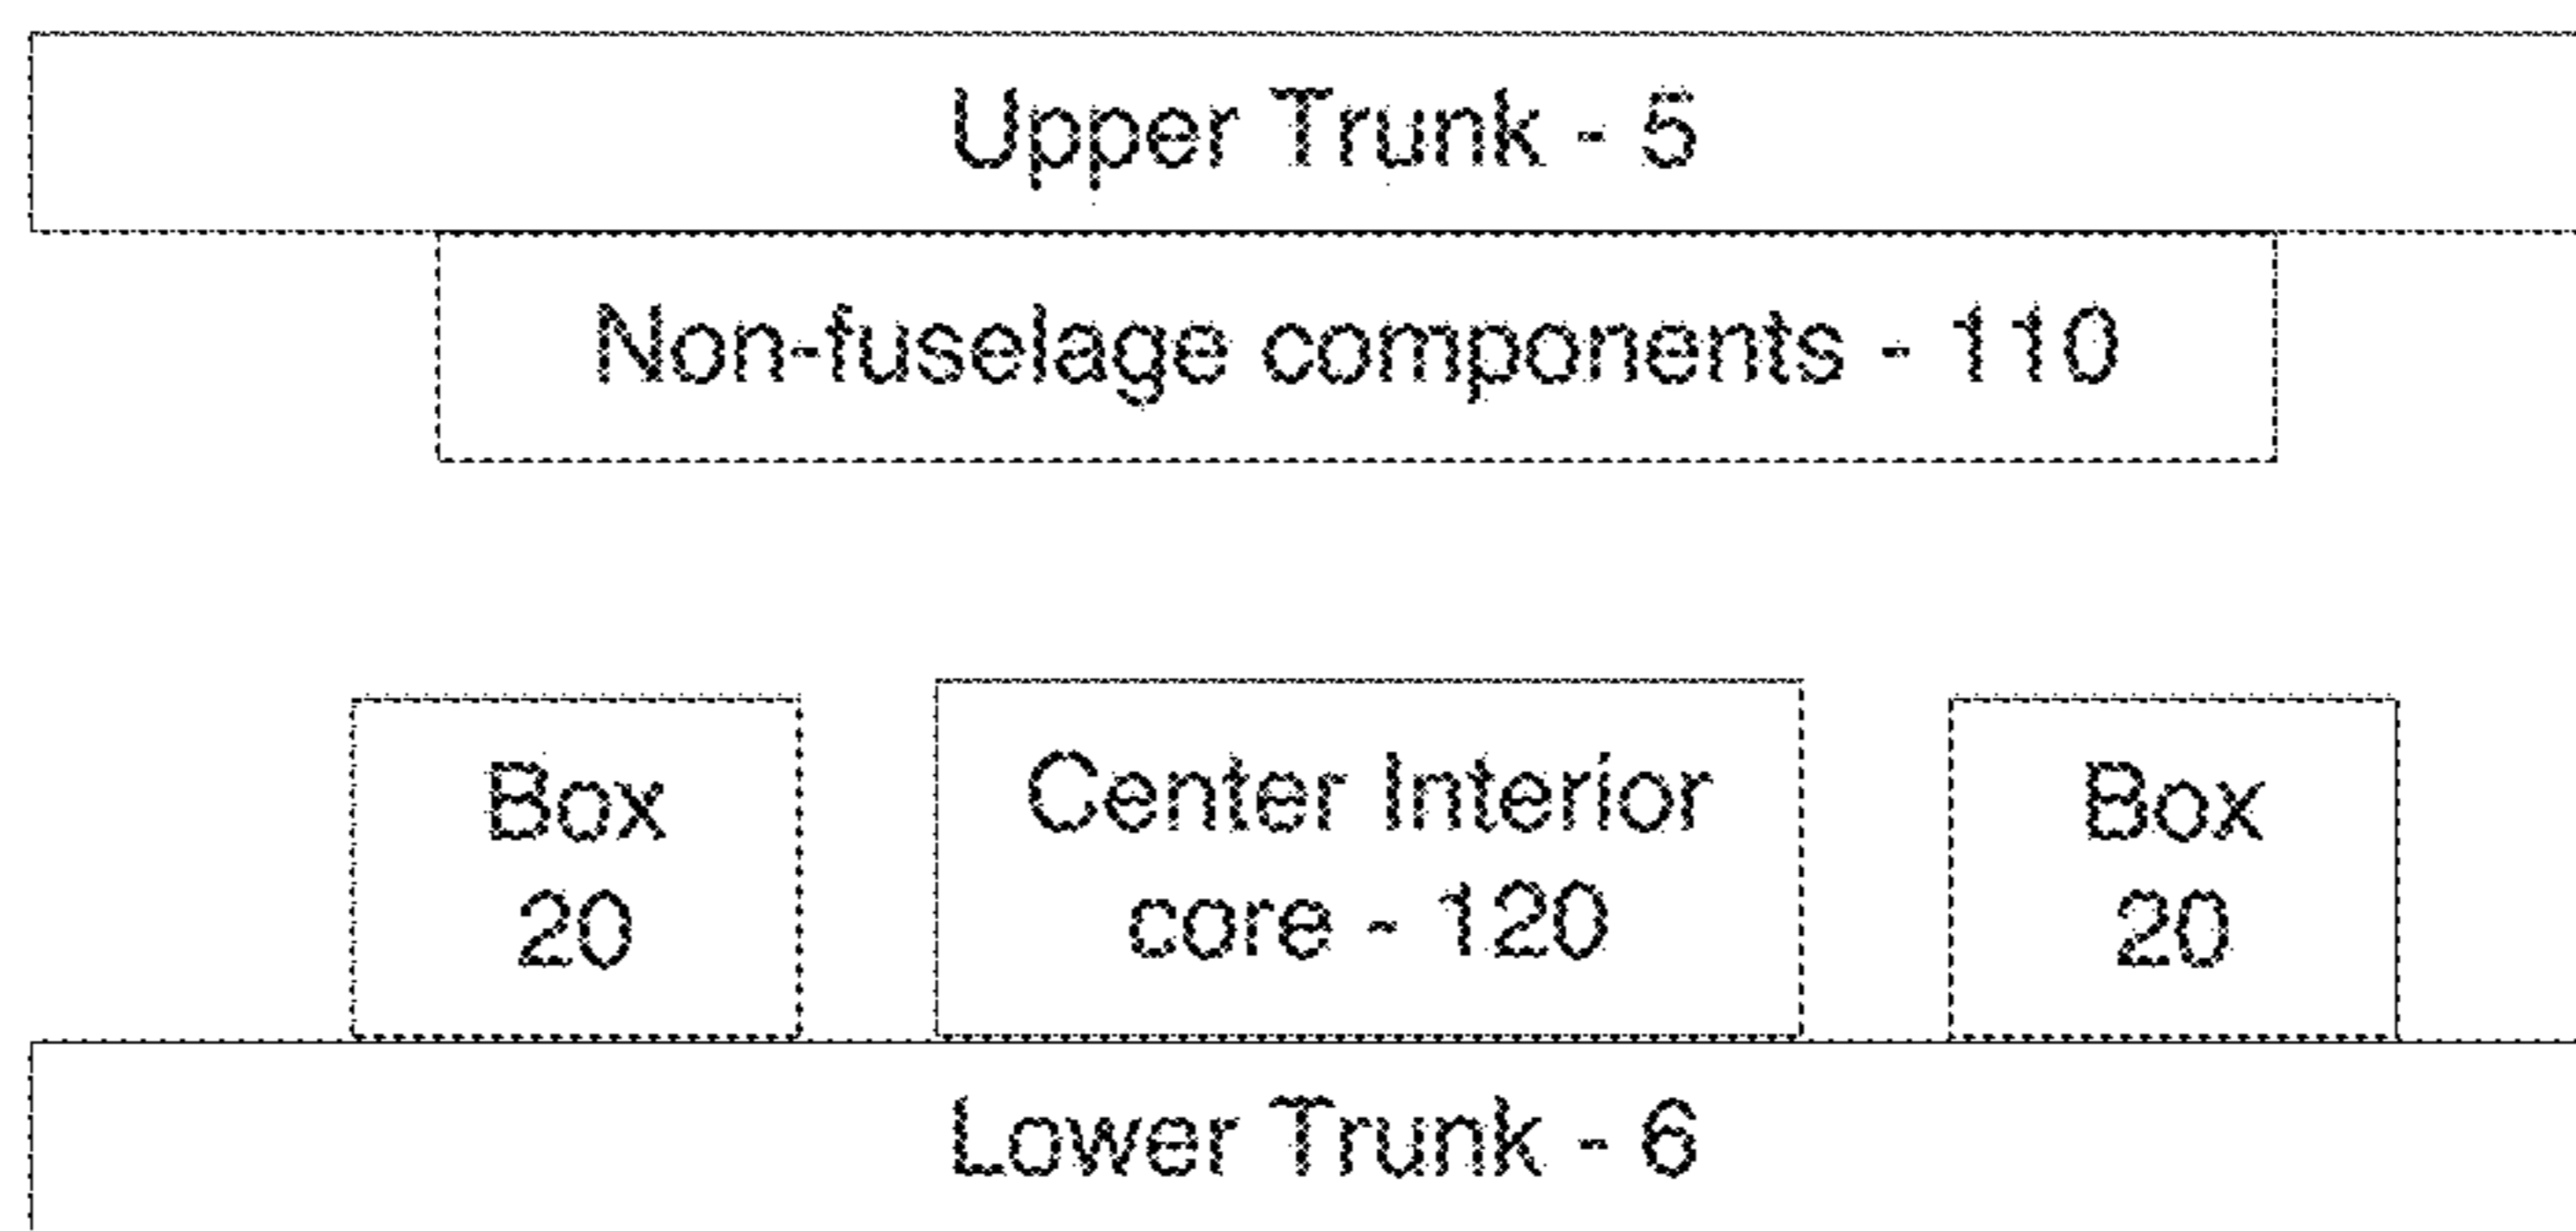 Upper Trunk - 5
Non-fuselage components - 110
Box
20
Center Interior
core - 120
Box
20
Lower Trunk - 6